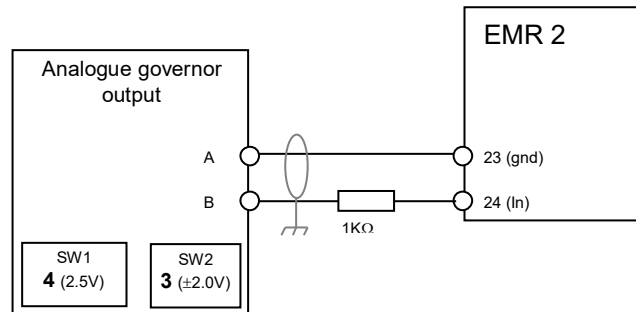 EMR 2
Analogue governor
output
A
23 (gnd)
B
24 (In)
1KΩ
SW1
4 (2.5V)
SW2
3 (±2.0V)